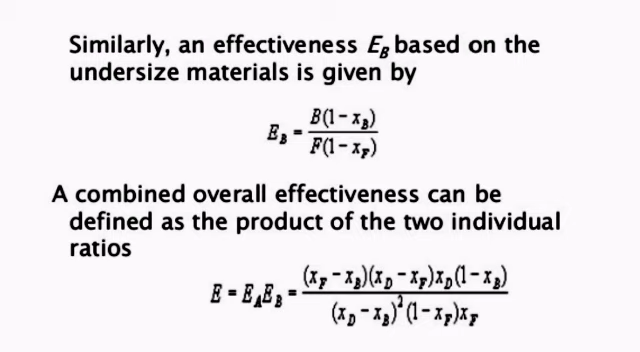 Similarly, an effectiveness E_B based on the
undersize materials is given by
E_B = B(1 - x_B) / F(1 - x_F)
A combined overall effectiveness can be
defined as the product of the two individual
ratios
E = E_A E_B = (x_F - x_B)(x_D - x_F)x_D(1 - x_B) / (x_D - x_B)^2 (1 - x_F)x_F